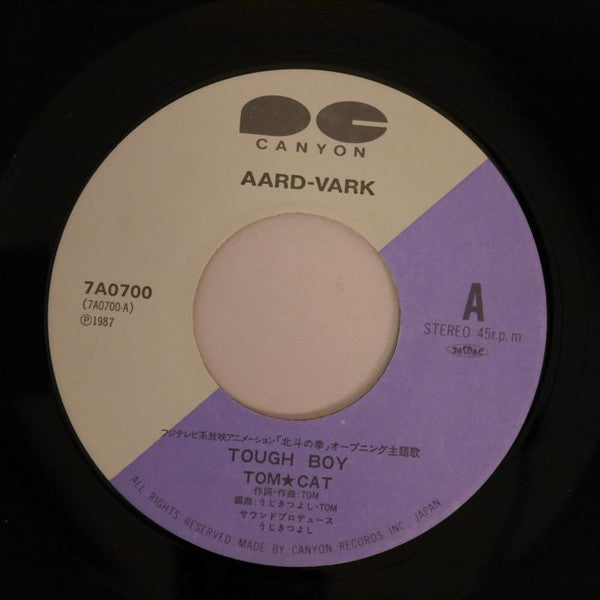 CANYON
AARD-VARK
7A0700
(7A0700-A)
Ⓟ1987
A
STEREO 45r.p.m.
JASRAC
フジテレビ系放映アニメーション「北斗の拳」オープニング主題歌
TOUGH BOY
TOM★CAT
作詞・作曲:TOM
編曲:うじきつよし・TOM
サウンドプロデュース
うじきつよし
ALL RIGHTS RESERVED. MADE BY CANYON RECORDS INC., JAPAN